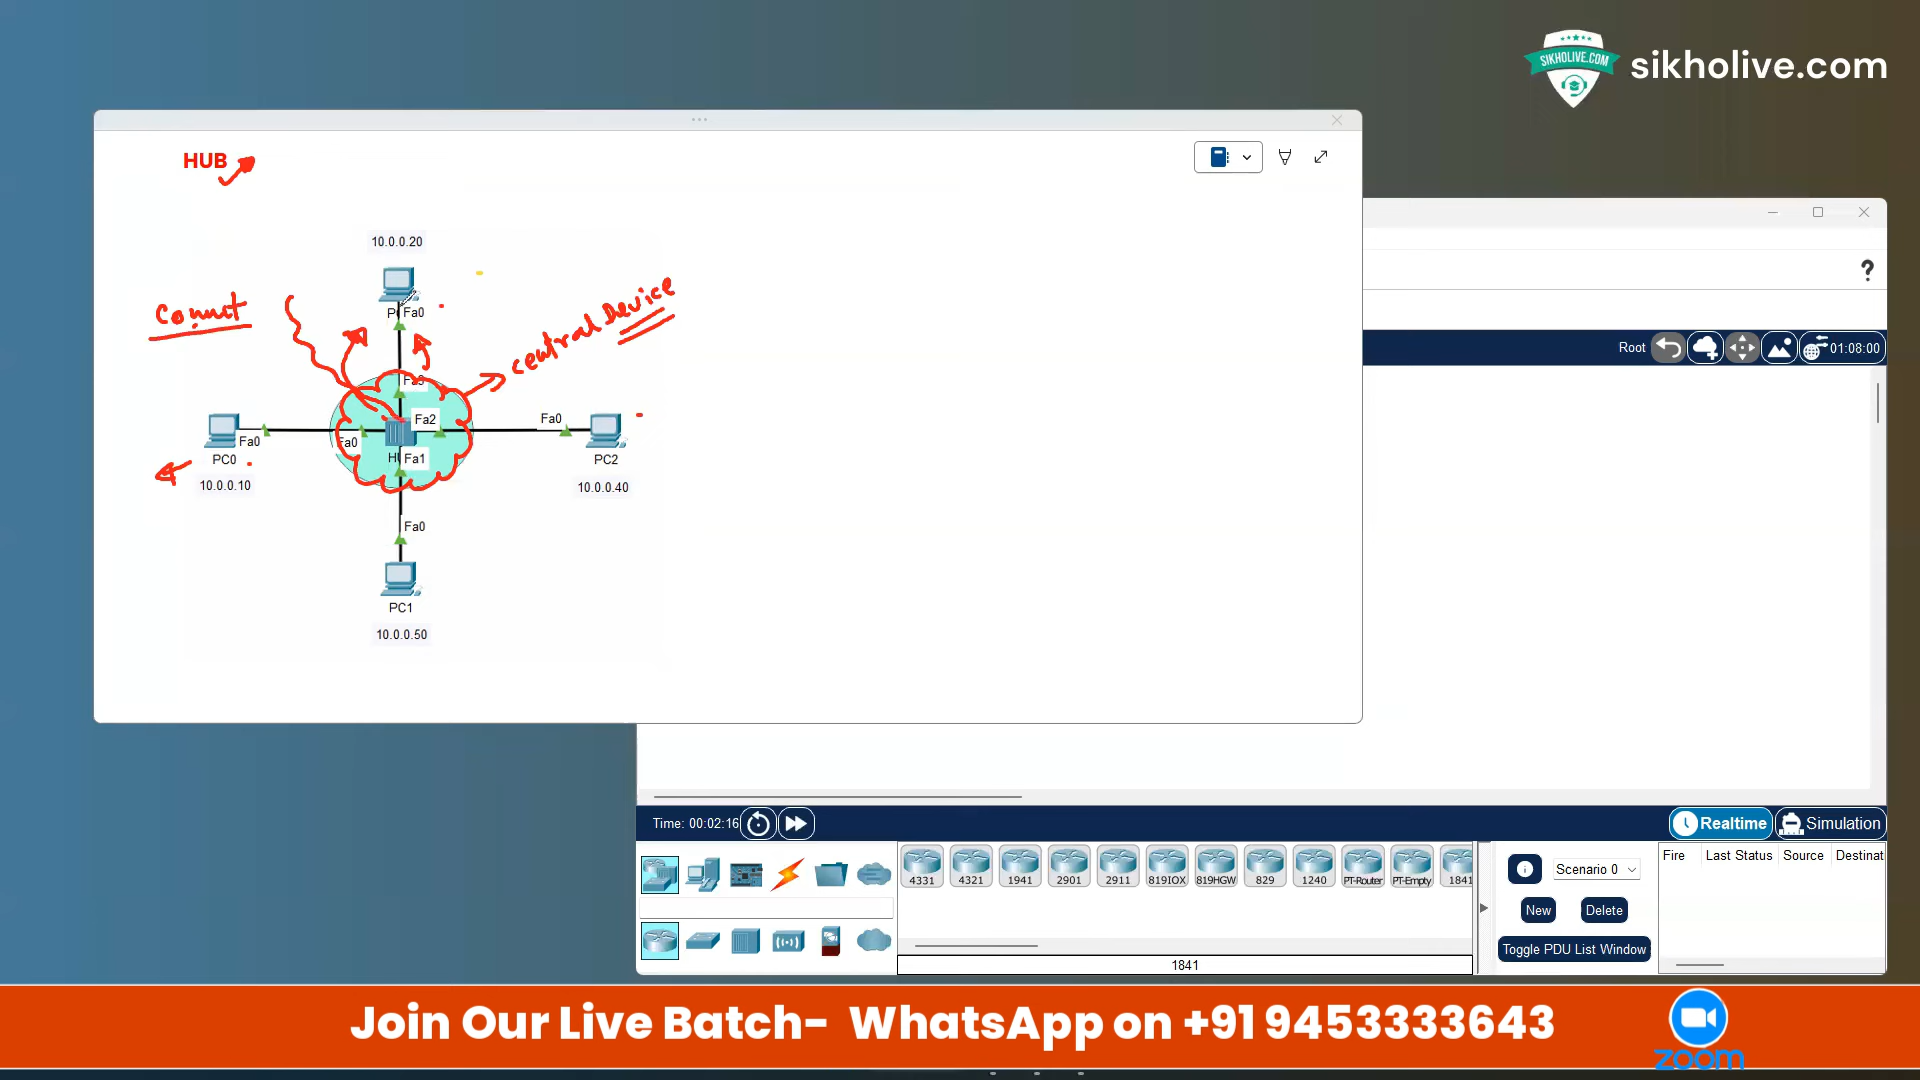 SIKHOLIVE.COM
sikholive.com
HUB
10.0.0.20
Fa0
central Device
Fa2
Fa0
Fa0
Fa0
Fa1
PC0
PC2
10.0.0.10
10.0.0.40
Fa0
PC1
10.0.0.50
?
Root
01:08:00
Time: 00:02:16
Realtime
Simulation
4331
4321
1941
2901
2911
819IOX
819HGW
829
1240
PT-Router
PT-Empty
1841
Scenario 0
New
Delete
Toggle PDU List Window
Fire
Last Status
Source
Destinat
1841
Join Our Live Batch- WhatsApp on +91 9453333643
zoom